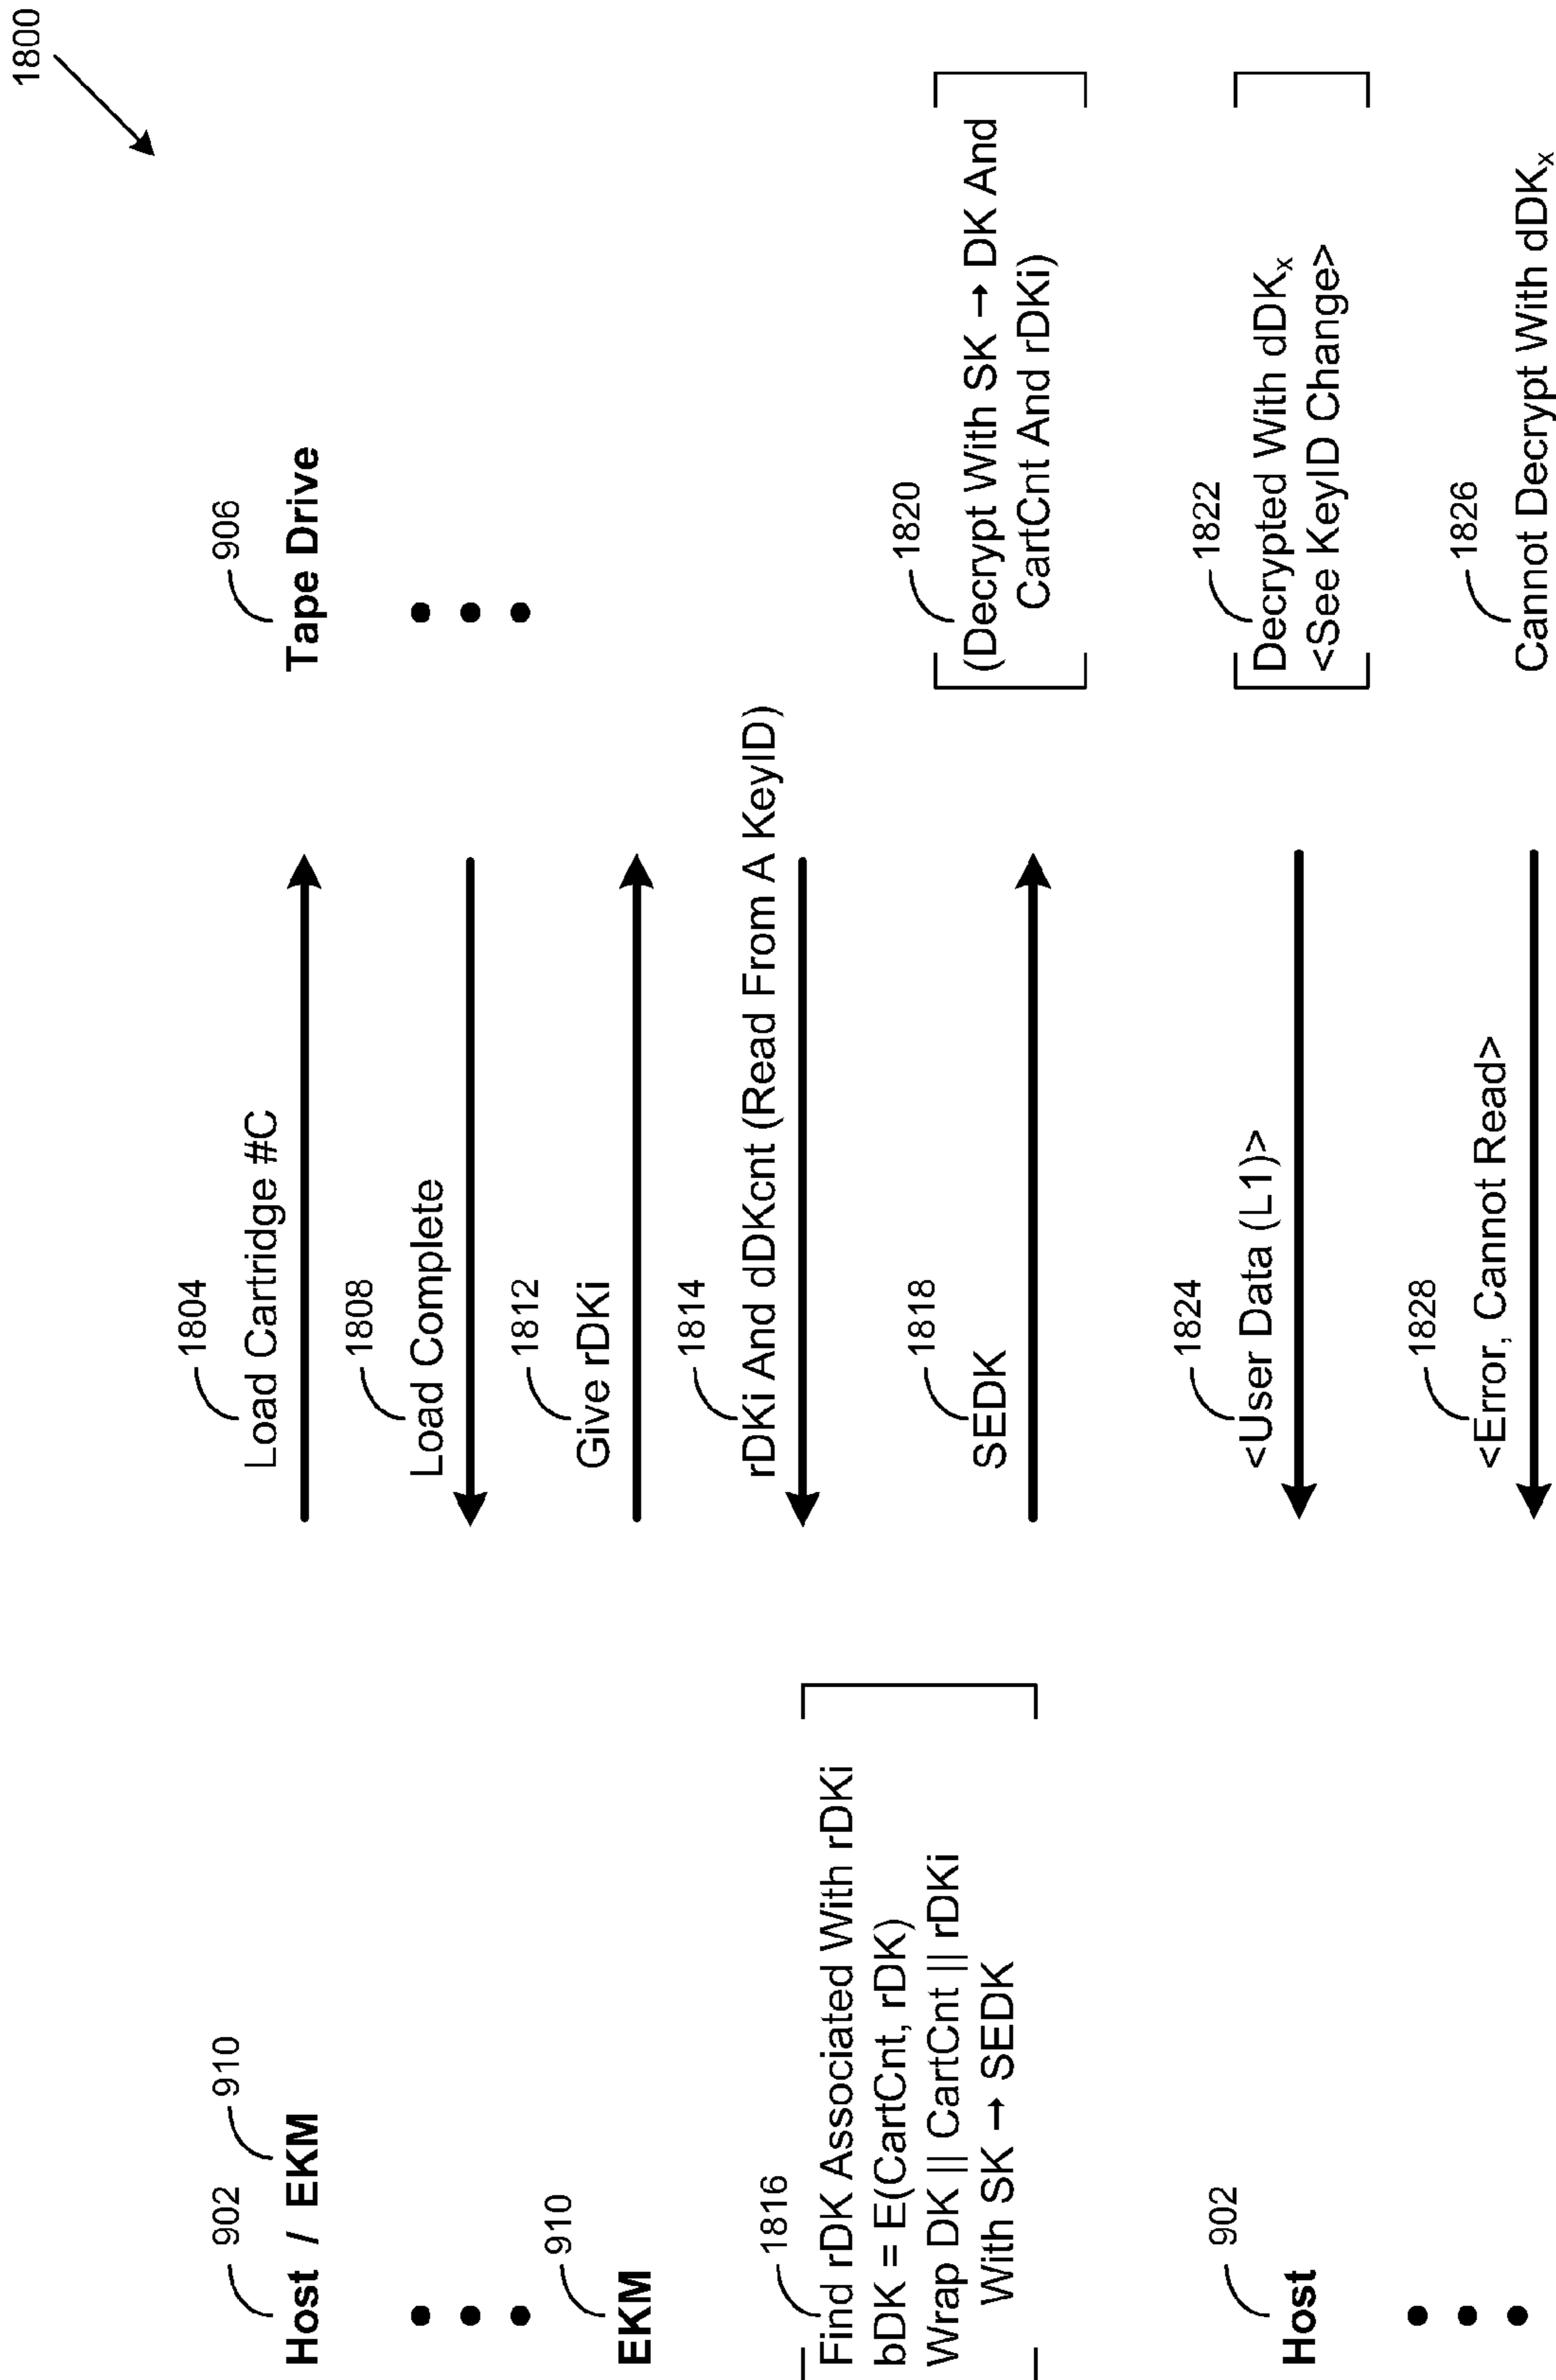 1800
902
910
Host / EKM
906
Tape Drive
1804
Load Cartridge #C
1808
Load Complete
910
EKM
1812
Give rDKi
1814
rDKi And dDKcnt (Read From A KeyID)
1816
Find rDK Associated With rDKi
bDK = E(CartCnt, rDK)
Wrap DK || CartCnt || rDKi
With SK → SEDK
1818
SEDK
1820
(Decrypt With SK → DK And
CartCnt And rDKi)
902
Host
1824
<User Data (L1)>
1822
Decrypted With dDKx
<See KeyID Change>
1828
<Error, Cannot Read>
1826
Cannot Decrypt With dDKx